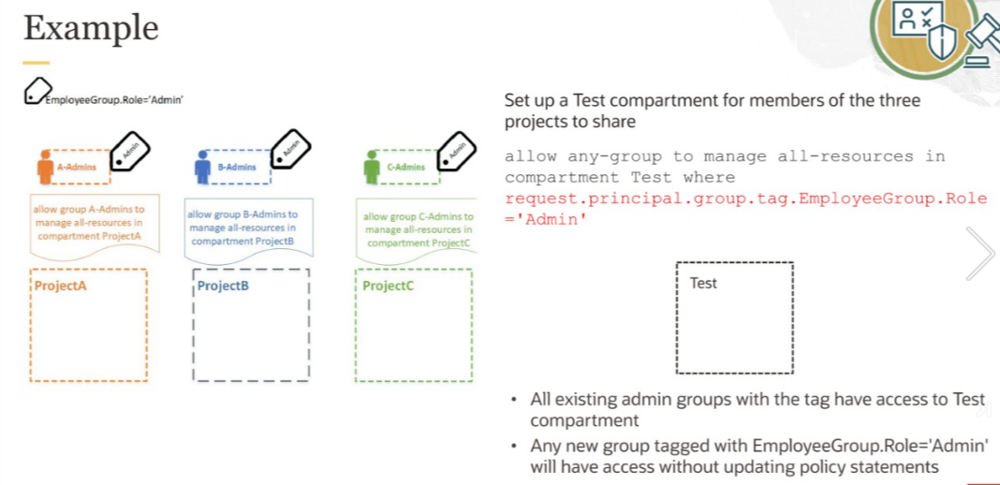 Example
EmployeeGroup.Role='Admin'
Admin
A-Admins
Admin
B-Admins
Admin
C-Admins
allow group A-Admins to
manage all-resources in
compartment ProjectA
allow group B-Admins to
manage all-resources in
compartment ProjectB
allow group C-Admins to
manage all-resources in
compartment ProjectC
ProjectA
ProjectB
ProjectC
Set up a Test compartment for members of the three
projects to share
allow any-group to manage all-resources in
compartment Test where
request.principal.group.tag.EmployeeGroup.Role
='Admin'
Test
• All existing admin groups with the tag have access to Test
compartment
• Any new group tagged with EmployeeGroup.Role='Admin'
will have access without updating policy statements